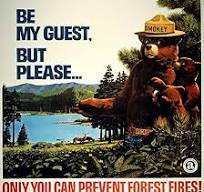 BE
MY GUEST,
BUT
PLEASE...
SMOKEY
ONLY YOU CAN PREVENT FOREST FIRES!